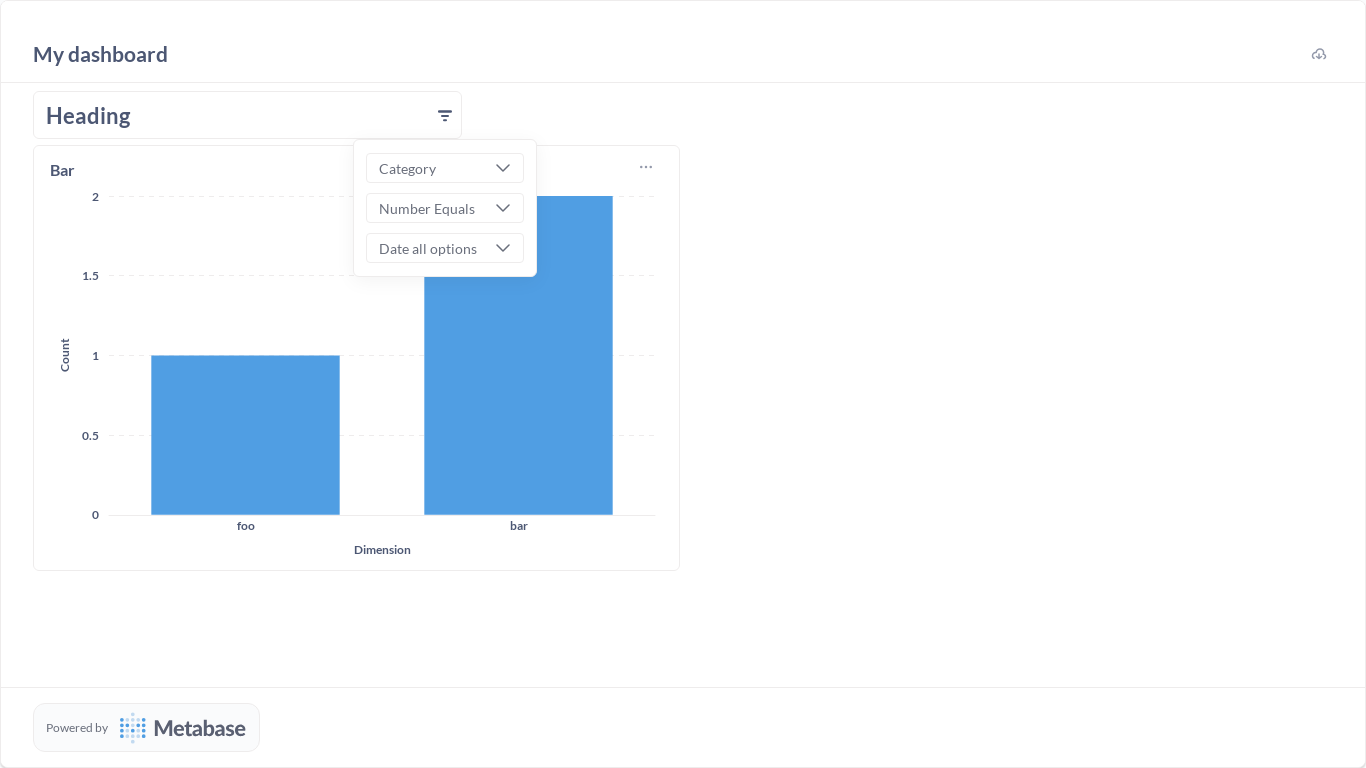 My dashboard
Heading
Bar
Category
Number Equals
Date all options
2
1.5
1
0.5
0
Count
foo
bar
Dimension
Powered by Metabase